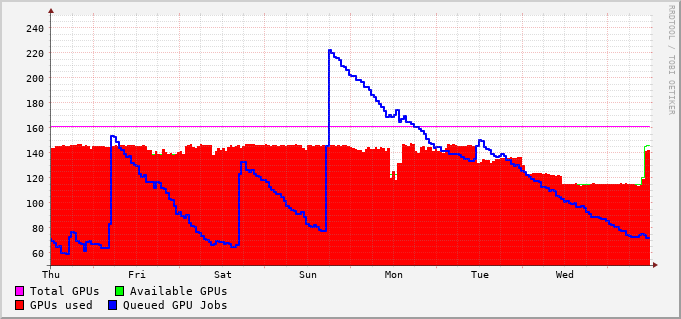 RRDTOOL / TOBI OETIKER
240
220
200
180
160
140
120
100
80
60
Thu Fri Sat Sun Mon Tue Wed
Total GPUs Available GPUs
GPUs used Queued GPU Jobs